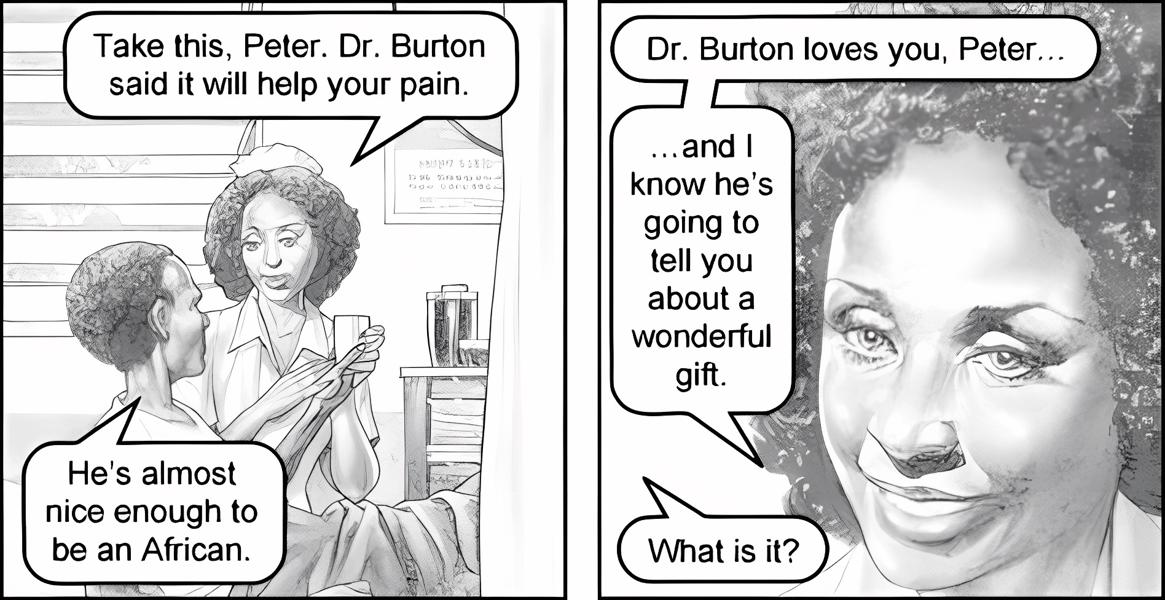 Take this, Peter. Dr. Burton
said it will help your pain.
He's almost
nice enough to
be an African.
Dr. Burton loves you, Peter...
...and I
know he's
going to
tell you
about a
wonderful
gift.
What is it?